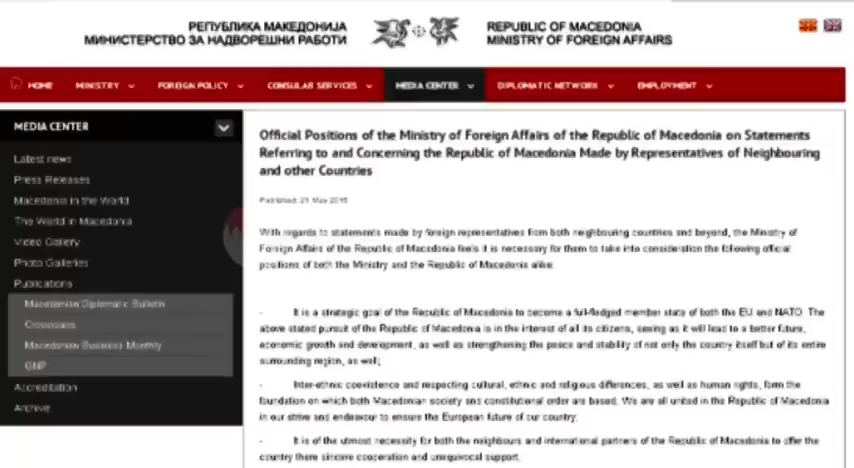 РЕПУБЛИКА МАКЕДОНИЈА
МИНИСТЕРСТВО ЗА НАДВОРЕШНИ РАБОТИ
REPUBLIC OF MACEDONIA
MINISTRY OF FOREIGN AFFAIRS
HOME MINISTRY FOREIGN POLICY CONSULAR SERVICES MEDIA CENTER DIPLOMATIC NETWORK EMPLOYMENT
MEDIA CENTER
Latest news
Press Releases
Macedonia in the World
The World in Macedonia
Video Gallery
Photo Galleries
Publications
Macedonian Diplomatic Bulletin
Crossroads
Macedonian Business Monthly
Accreditation
Archive
Official Positions of the Ministry of Foreign Affairs of the Republic of Macedonia on Statements
Referring to and Concerning the Republic of Macedonia Made by Representatives of Neighbouring
and other Countries
Published: 21 May 2015
With regards to statements made by foreign representatives from both neighbouring countries and beyond, the Ministry of
Foreign Affairs of the Republic of Macedonia feels it is necessary for them to take into consideration the following official
positions of both the Ministry and the Republic of Macedonia alike:
- It is a strategic goal of the Republic of Macedonia to become a full-fledged member state of both the EU and NATO. The
above stated pursuit of the Republic of Macedonia is in the interest of all its citizens, seeing as it will lead to a better future,
economic growth and development, as well as strengthening the peace and stability of not only the country itself but of its entire
surrounding region, as well;
- Inter-ethnic coexistence and respecting cultural, ethnic and religious differences, as well as human rights, form the
foundation on which both Macedonian society and constitutional order are based. We are all united in the Republic of Macedonia
in our strive and endeavour to ensure the European future of our country;
- It is of the utmost necessity for both the neighbours and international partners of the Republic of Macedonia to offer the
country there sincere cooperation and unequivocal support.